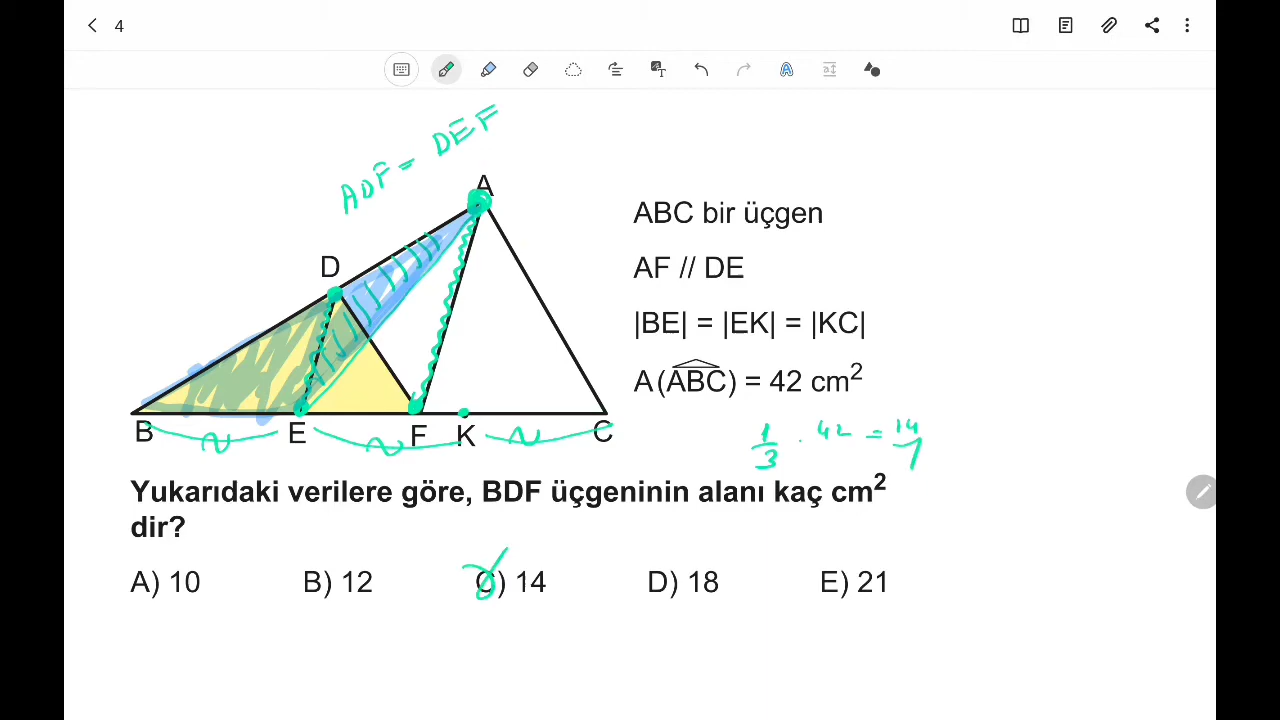 4
ADF = DEF
A
ABC bir üçgen
D
AF // DE
|BE| = |EK| = |KC|
A(ABC) = 42 cm²
B E F K C
1/3 . 42 = 14
Yukarıdaki verilere göre, BDF üçgeninin alanı kaç cm²
dir?
A) 10 B) 12 C) 14 D) 18 E) 21